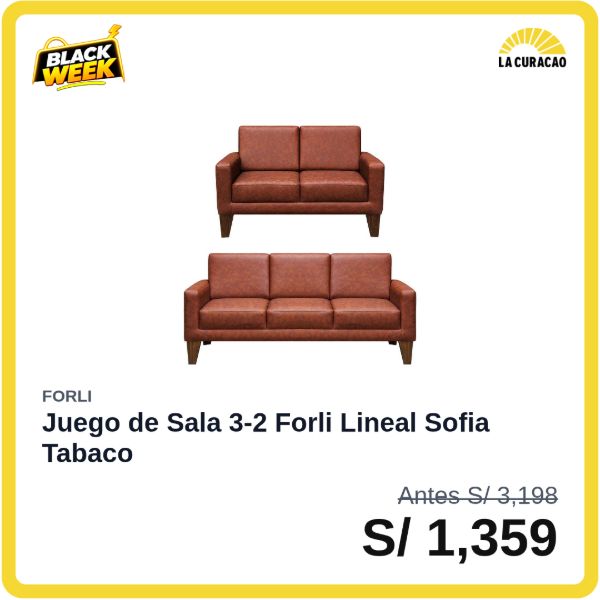 BLACK
WEEK
LA CURACAO
FORLI
Juego de Sala 3-2 Forli Lineal Sofia
Tabaco
Antes S/ 3,198
S/ 1,359